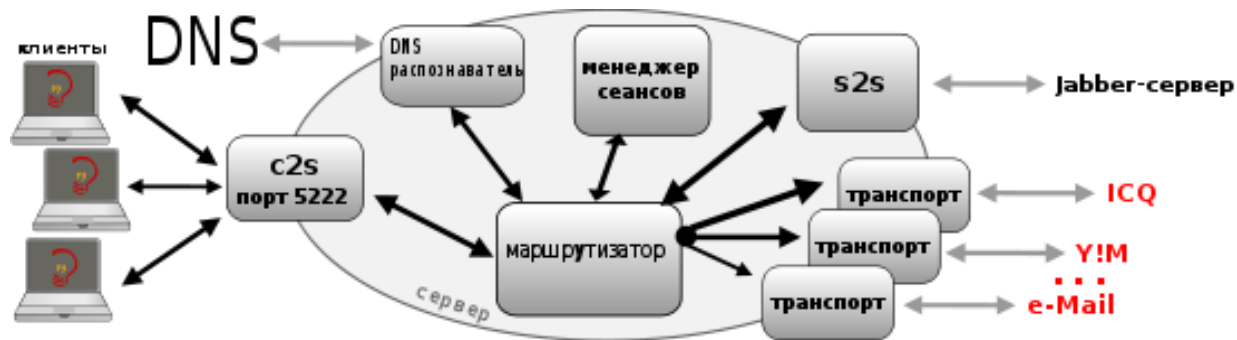 клиенты
DNS
DNS
распознаватель
менеджер
сеансов
s2s
Jabber-сервер
c2s
порт 5222
маршрутизатор
транспорт
ICQ
транспорт
Y!M
...
транспорт
e-Mail
сервер